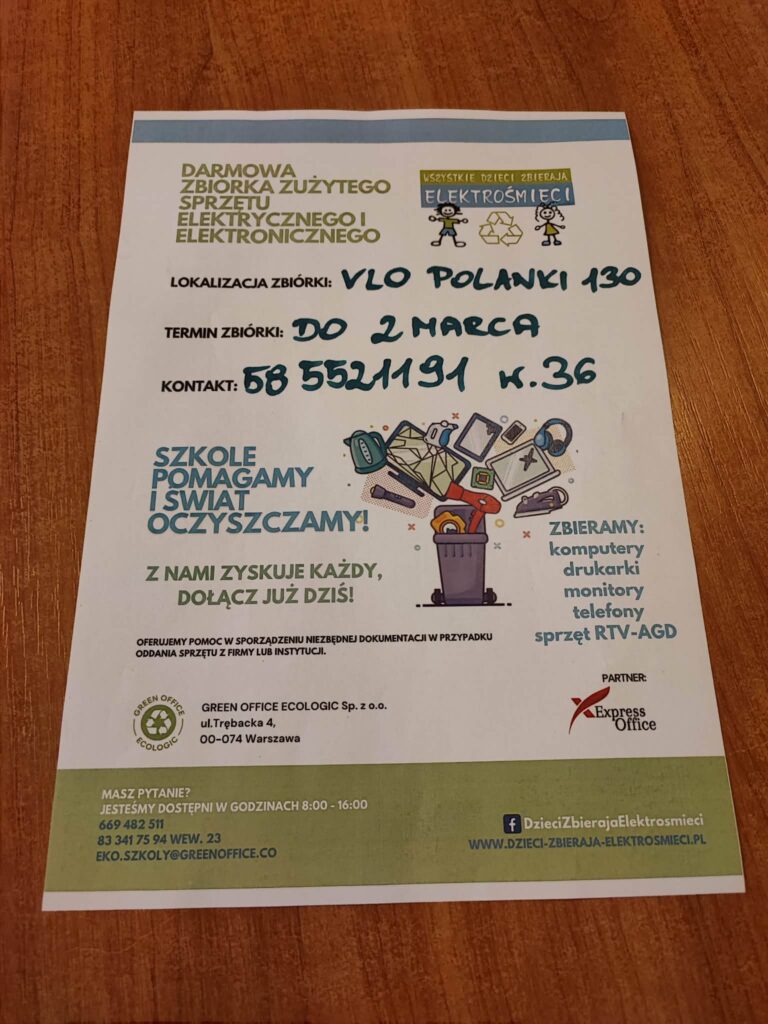 DARMOWA
ZBIORKA ZUŻYTEGO
SPRZĘTU
ELEKTRYCZNEGO I
ELEKTRONICZNEGO
WSZYSTKIE DZIECI ZBIERAJĄ
ELEKTROŚMIECI
LOKALIZACJA ZBIÓRKI: VLO POLANKI 130
TERMIN ZBIÓRKI: DO 2 MARCA
KONTAKT: 58 5521191 w.36
SZKOLE
POMAGAMY
I ŚWIAT
OCZYSZCZAMY!
Z NAMI ZYSKUJE KAŻDY,
DOŁĄCZ JUŻ DZIŚ!
ZBIERAMY:
komputery
drukarki
monitory
telefony
sprzęt RTV-AGD
OFERUJEMY POMOC W SPORZĄDZENIU NIEZBĘDNEJ DOKUMENTACJI W PRZYPADKU
ODDANIA SPRZĘTU Z FIRMY LUB INSTYTUCJI.
GREEN OFFICE
ECOLOGIC
GREEN OFFICE ECOLOGIC Sp. z o.o.
ul.Trębacka 4,
00-074 Warszawa
PARTNER:
Express
Office
MASZ PYTANIE?
JESTEŚMY DOSTĘPNI W GODZINACH 8:00 - 16:00
669 482 511
83 341 75 94 WEW. 23
EKO.SZKOLY@GREENOFFICE.CO
DzieciZbierajaElektrosmieci
WWW.DZIECI-ZBIERAJA-ELEKTROSMIECI.PL